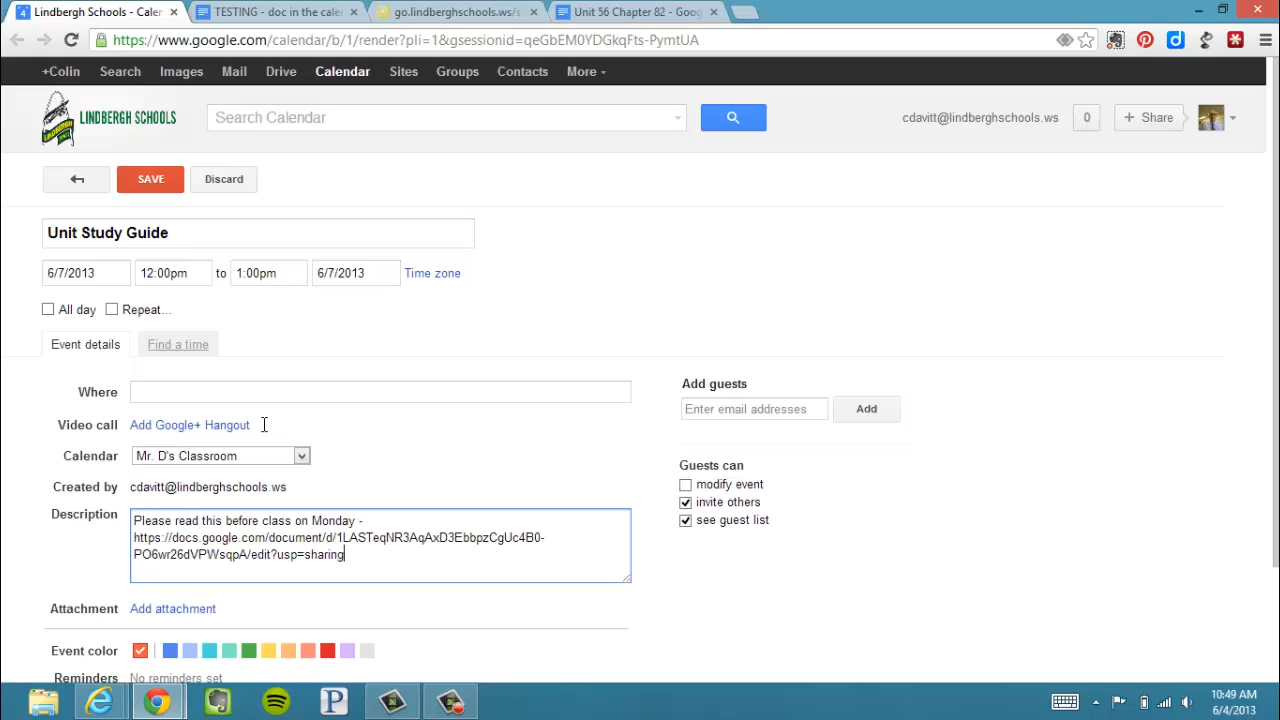 Lindbergh Schools - Caler
TESTING - doc in the caler
go.lindberghschools.ws/s
Unit 56 Chapter 82 - Goog
https://www.google.com/calendar/b/1/render?pli=1&gsessionid=qeGbFM0YDGkqFts-PymtUA
+Colin Search Images Mail Drive Calendar Sites Groups Contacts More
LINDBERGH SCHOOLS
Search Calendar
cdavitt@lindberghschools.ws
0
+ Share
SAVE
Discard
Unit Study Guide
6/7/2013 12:00pm to 1:00pm 6/7/2013 Time zone
All day Repeat...
Event details Find a time
Where
Video call Add Google+ Hangout
Calendar Mr. D's Classroom
Created by cdavitt@lindberghschools.ws
Description Please read this before class on Monday -
https://docs.google.com/document/d/1LASTeqNR3AqAxD3EbbpzCgUc4B0-
PO6wr26dVPWsqpA/edit?usp=sharing
Attachment Add attachment
Event color
Reminders No reminders set
Add guests
Enter email addresses Add
Guests can
modify event
invite others
see guest list
10:49 AM
6/4/2013